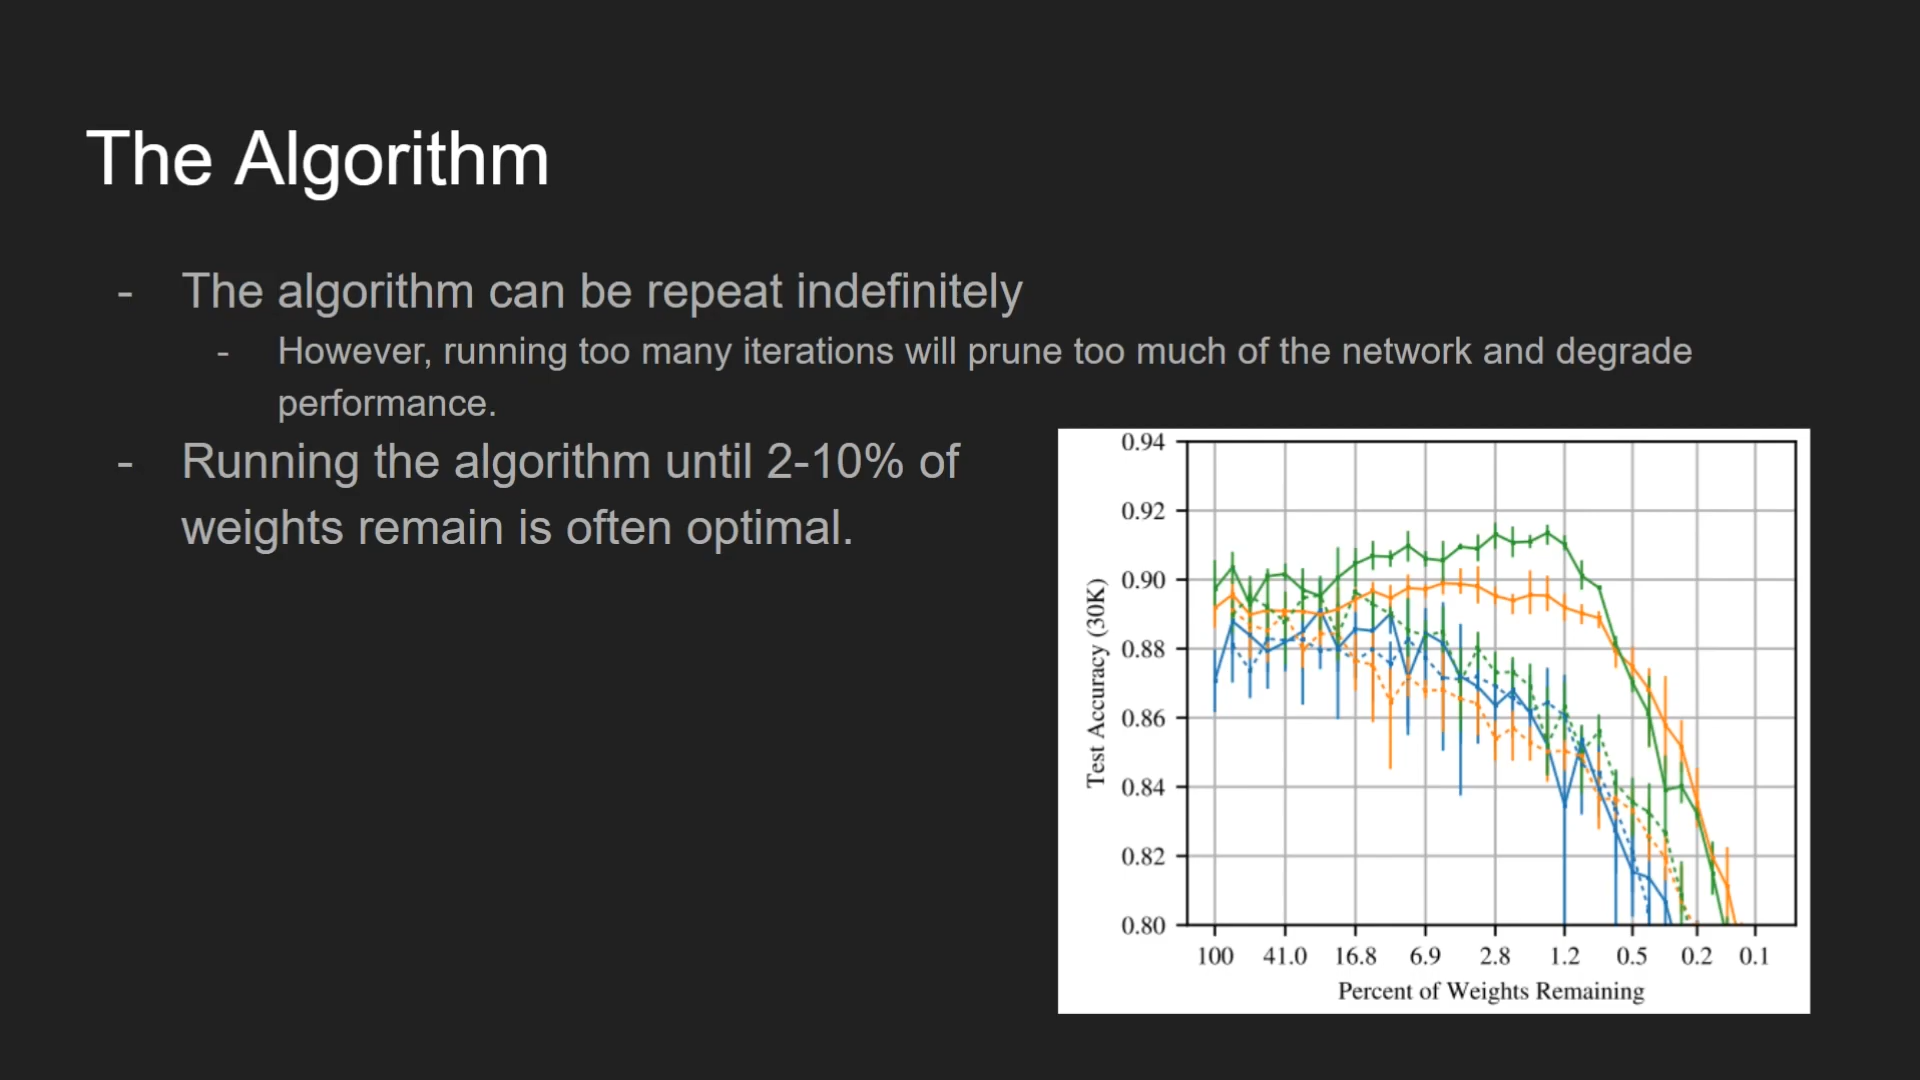 The Algorithm
- The algorithm can be repeat indefinitely
- However, running too many iterations will prune too much of the network and degrade
performance.
- Running the algorithm until 2-10% of
weights remain is often optimal.
0.94
0.92
0.90
0.88
0.86
0.84
0.82
0.80
Test Accuracy (30K)
100 41.0 16.8 6.9 2.8 1.2 0.5 0.2 0.1
Percent of Weights Remaining